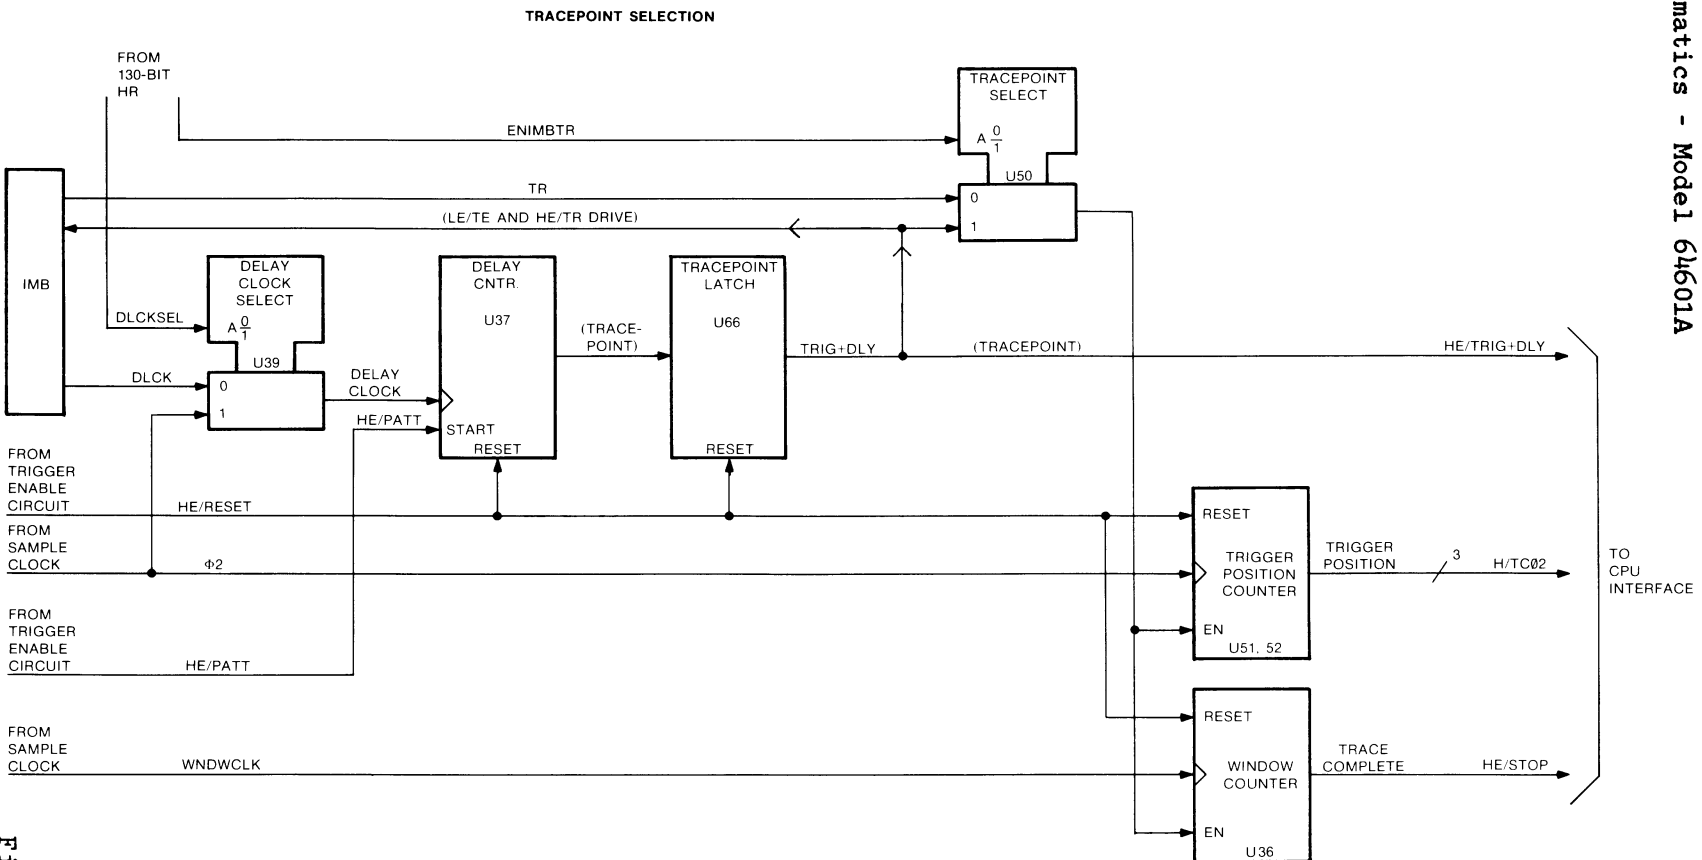 TRACEPOINT SELECTION
FROM
130-BIT
HR
ENIMBTR
TRACEPOINT
SELECT
A 0/1
U50
0
1
TR
(LE/TE AND HE/TR DRIVE)
IMB
DELAY
CLOCK
SELECT
A 0/1
U39
0
1
DLCKSEL
DLCK
DELAY
CLOCK
HE/PATT
DELAY
CNTR.
U37
START
RESET
(TRACE-
POINT)
TRACEPOINT
LATCH
U66
RESET
TRIG+DLY
(TRACEPOINT)
HE/TRIG+DLY
FROM
TRIGGER
ENABLE
CIRCUIT
HE/RESET
FROM
SAMPLE
CLOCK
Φ2
RESET
TRIGGER
POSITION
COUNTER
EN
U51, 52
TRIGGER
POSITION
3
H/TCØ2
TO
CPU
INTERFACE
FROM
TRIGGER
ENABLE
CIRCUIT
HE/PATT
FROM
SAMPLE
CLOCK
WNDWCLK
RESET
WINDOW
COUNTER
EN
U36
TRACE
COMPLETE
HE/STOP
matics - Model 64601A